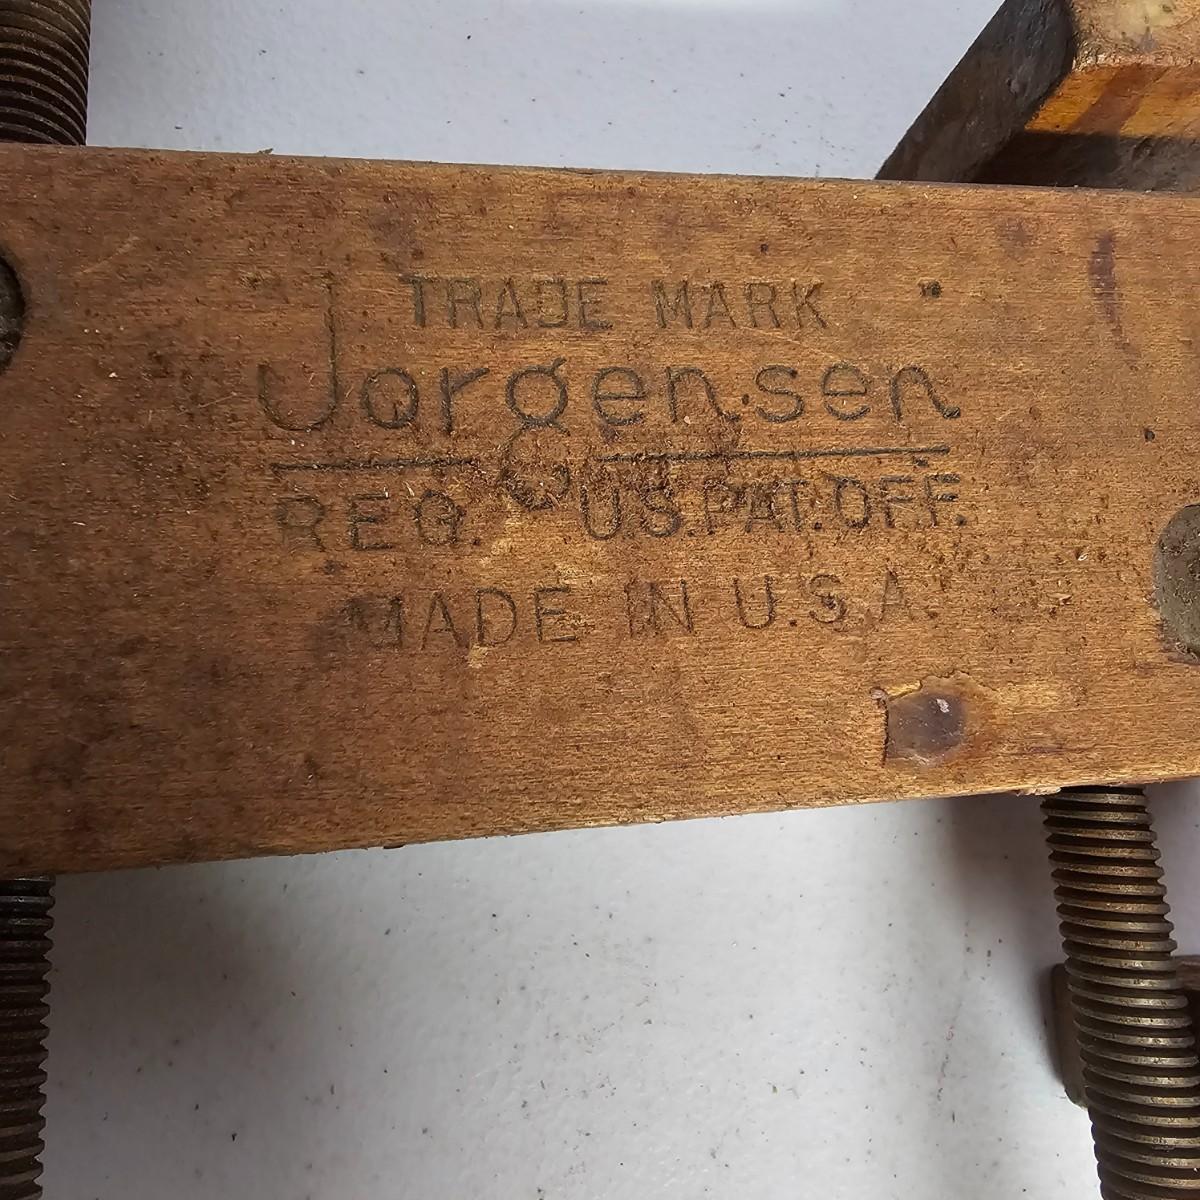 TRADE MARK
Jorgensen
REG. U.S. PAT. OFF.
MADE IN U.S.A.